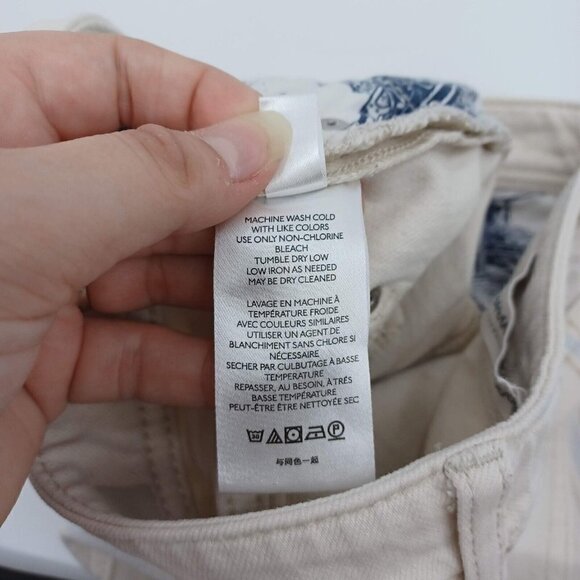 MACHINE WASH COLD
WITH LIKE COLORS
USE ONLY NON-CHLORINE
BLEACH
TUMBLE DRY LOW
LOW IRON AS NEEDED
MAY BE DRY CLEANED
LAVAGE EN MACHINE À
TEMPÉRATURE FROIDE
AVEC COULEURS SIMILAIRES
UTILISER UN AGENT DE
BLANCHIMENT SANS CHLORE SI
NÉCESSAIRE
SECHER PAR CULBUTAGE À BASSE
TEMPERATURE
REPASSER, AU BESOIN, À TRÉS
BASSE TEMPÉRATURE
PEUT-ÊTRE ÊTRE NETTOYÉE SEC
30 P
与同色一起